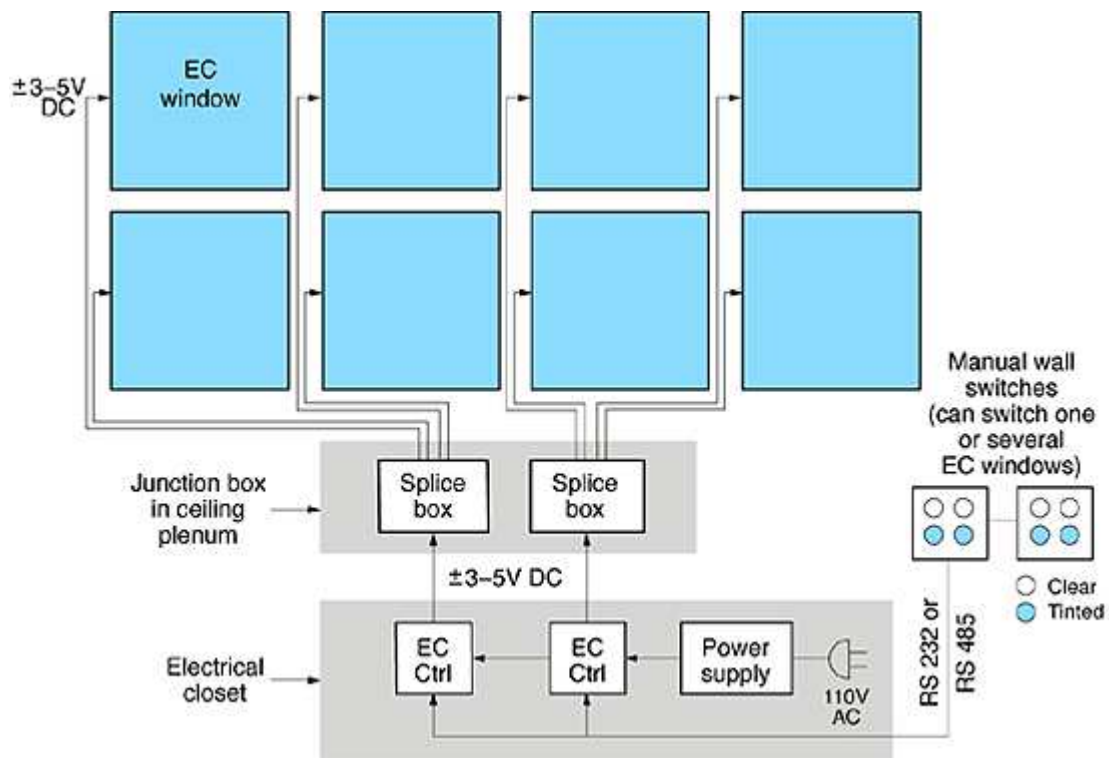 EC
window
±3–5V
DC
Manual wall
switches
(can switch one
or several
EC windows)
Junction box
in ceiling
plenum
Splice
box
Splice
box
Clear
Tinted
±3–5V DC
RS 232 or
RS 485
Electrical
closet
EC
Ctrl
EC
Ctrl
Power
supply
110V
AC